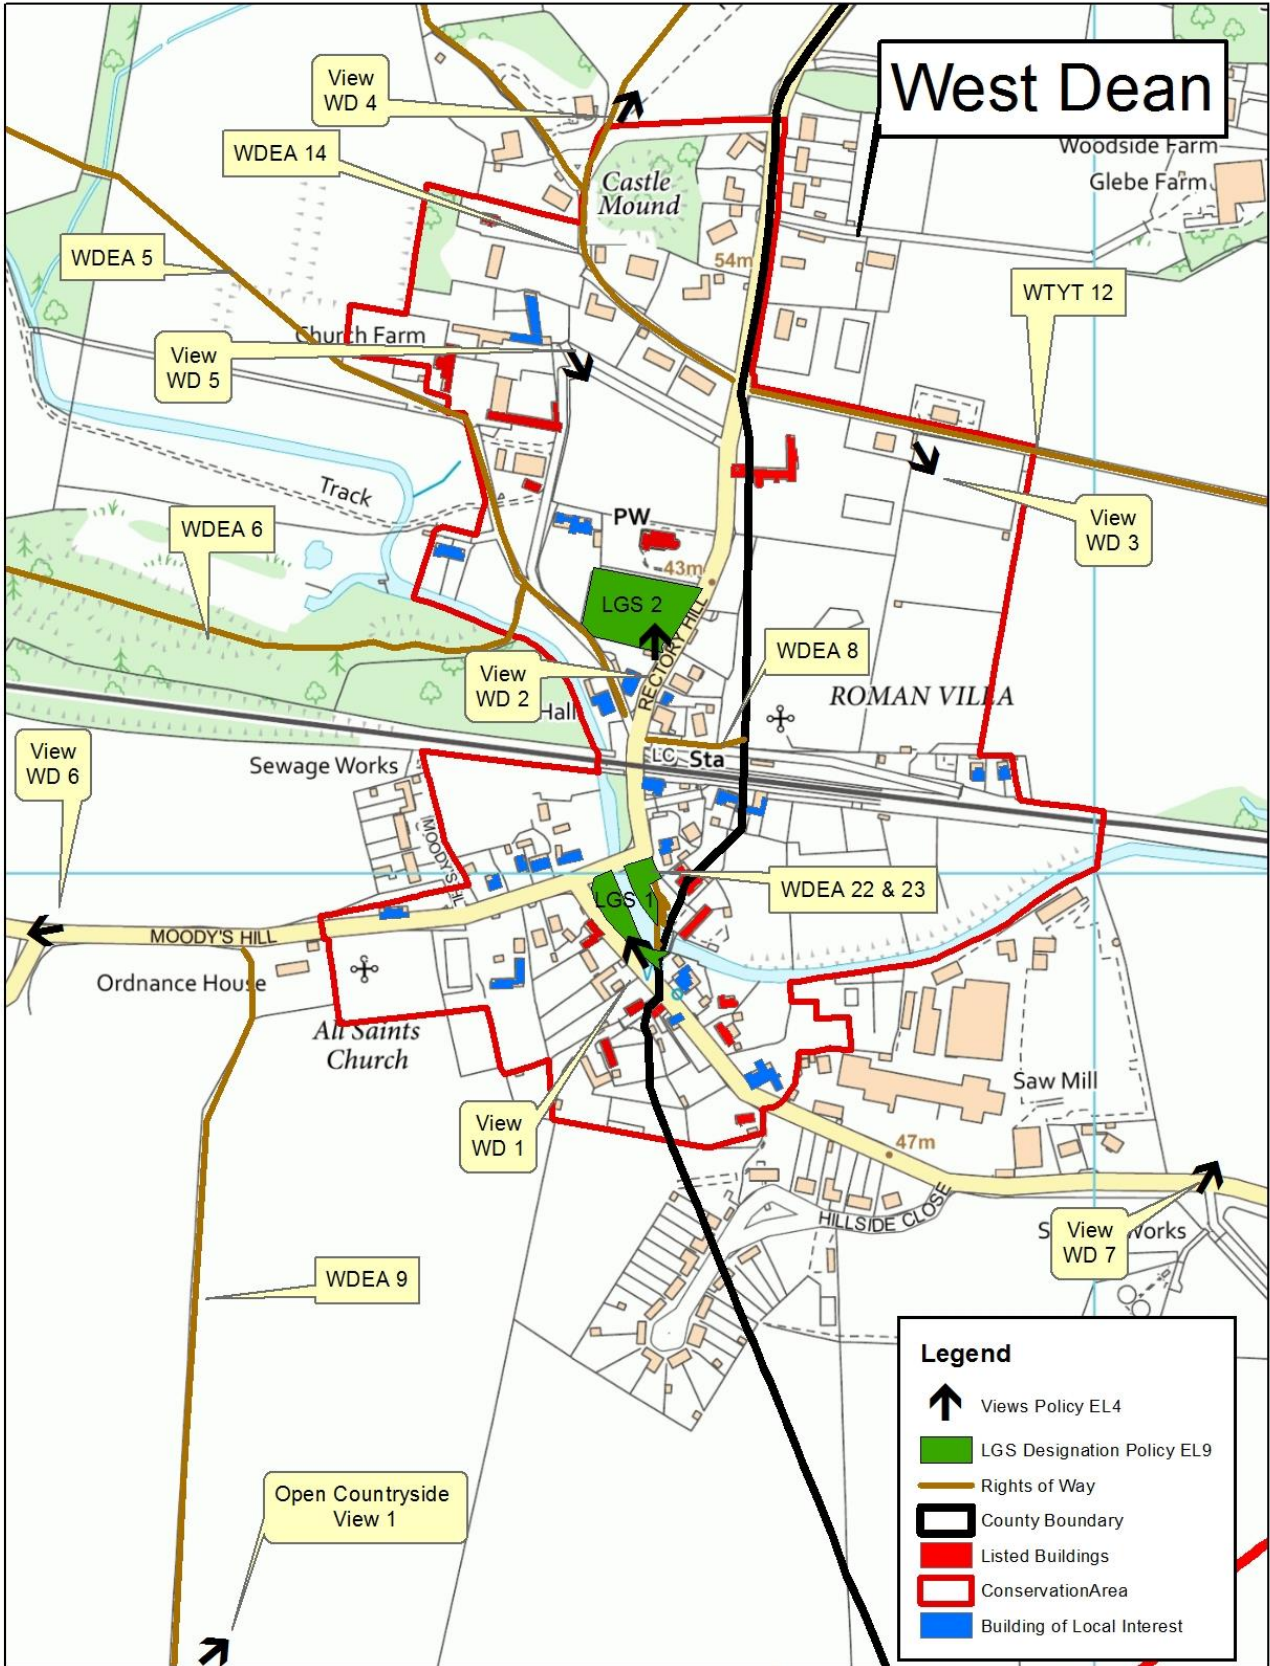 West Dean
View
WD 4
Woodside Farm
WDEA 14
Glebe Farm
Castle
Mound
WDEA 5
54m
WTYT 12
Church Farm
View
WD 5
Track
WDEA 6
PW
View
WD 3
43m
LGS 2
RECTORY HILL
WDEA 8
View
WD 2
Hall
ROMAN VILLA
View
WD 6
Sewage Works
LC
Sta
MOODY'S HL
WDEA 22 & 23
LGS 1
MOODY'S HILL
Ordnance House
All Saints
Church
Saw Mill
View
WD 1
47m
HILLSIDE CLOSE
View
WD 7
Works
WDEA 9
Open Countryside
View 1
Legend
Views Policy EL4
LGS Designation Policy EL9
Rights of Way
County Boundary
Listed Buildings
ConservationArea
Building of Local Interest